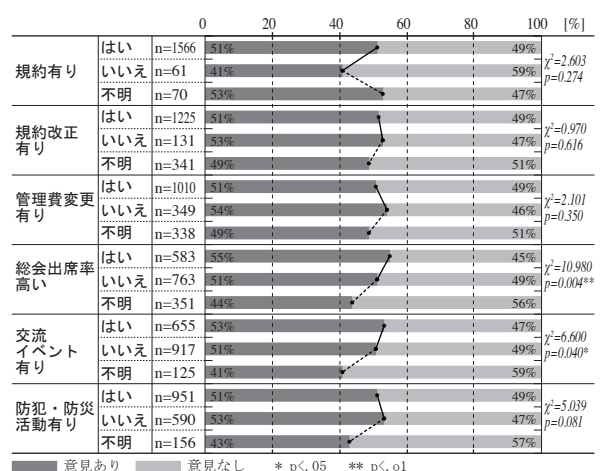 0 20 40 60 80 100 [%]
規約有り
はい n=1566 51% 49%
いいえ n=61 41% 59%
不明 n=70 53% 47%
χ²=2.603
p=0.274
規約改正
有り
はい n=1225 51% 49%
いいえ n=131 53% 47%
不明 n=341 49% 51%
χ²=0.970
p=0.616
管理費変更
有り
はい n=1010 51% 49%
いいえ n=349 54% 46%
不明 n=338 49% 51%
χ²=2.101
p=0.350
総会出席率
高い
はい n=583 55% 45%
いいえ n=763 51% 49%
不明 n=351 44% 56%
χ²=10.980
p=0.004**
交流
イベント
有り
はい n=655 53% 47%
いいえ n=917 51% 49%
不明 n=125 41% 59%
χ²=6.600
p=0.040*
防犯・防災
活動有り
はい n=951 51% 49%
いいえ n=590 53% 47%
不明 n=156 43% 57%
χ²=5.039
p=0.081
意見あり 意見なし * p<. 05 ** p<. o1